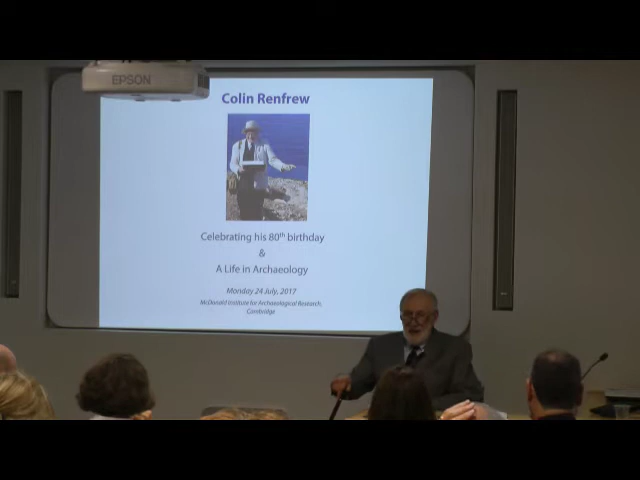 EPSON
Colin Renfrew
Celebrating his 80th birthday
&
A Life in Archaeology
Monday 24 July, 2017
McDonald Institute for Archaeological Research,
Cambridge